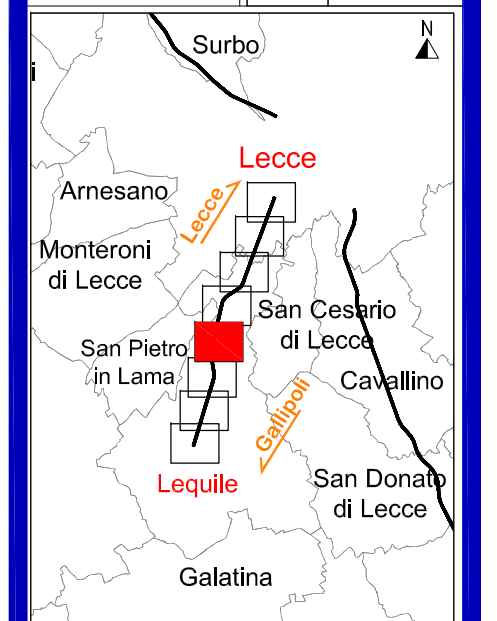 N
Surbo
i
Lecce
Arnesano
Lecce
Monteroni
di Lecce
San Cesario
di Lecce
San Pietro
in Lama
Cavallino
Gallipoli
Lequile
San Donato
di Lecce
Galatina